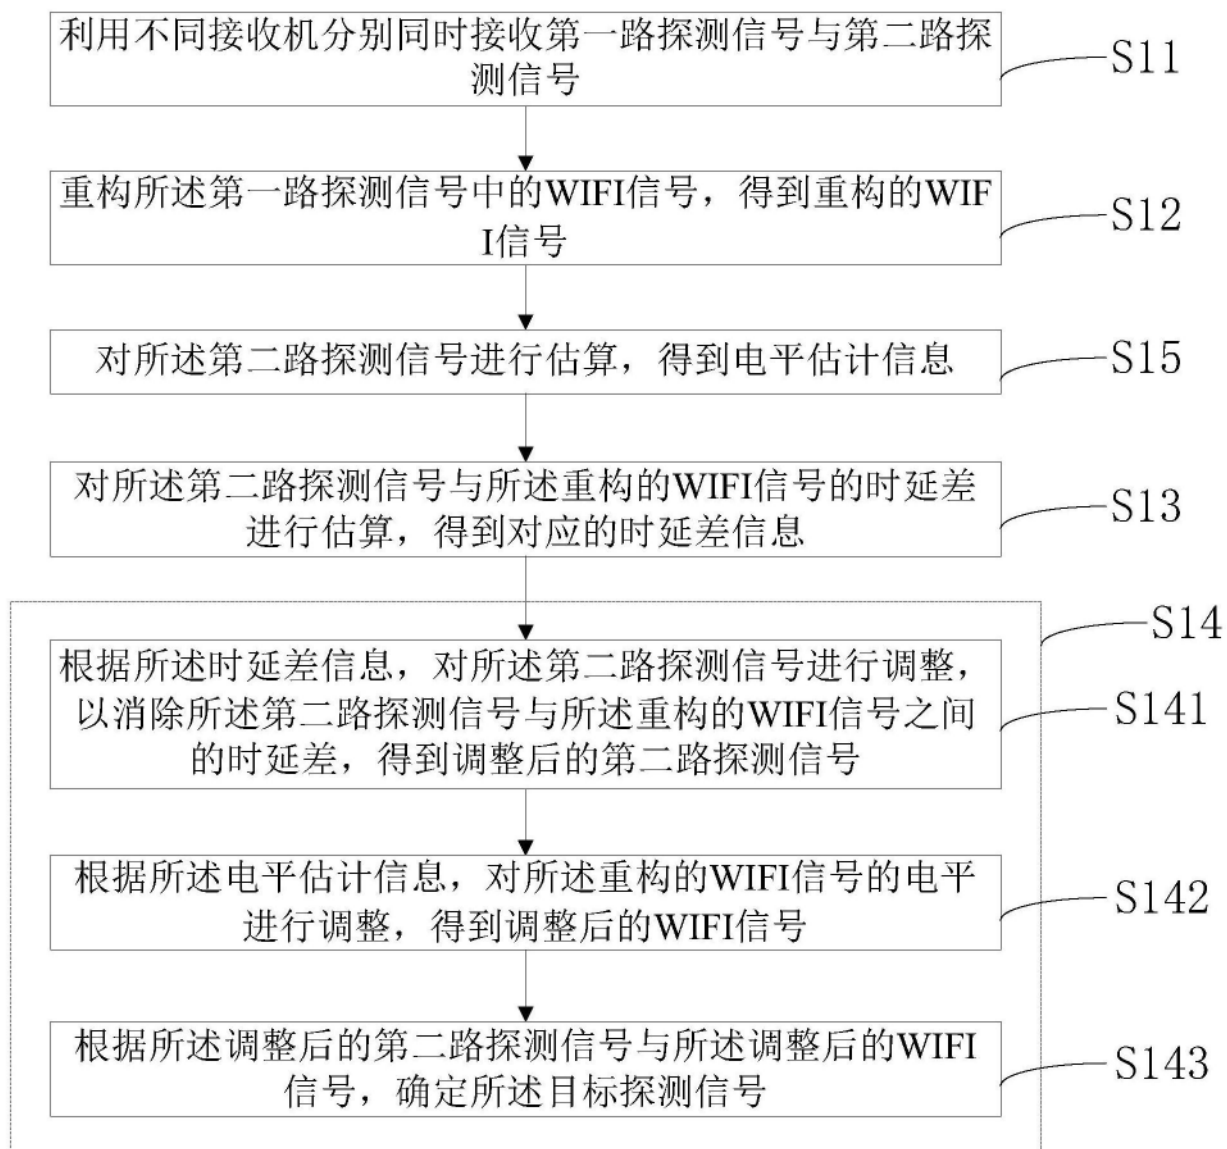 利用不同接收机分别同时接收第一路探测信号与第二路探
测信号
S11
重构所述第一路探测信号中的WIFI信号，得到重构的WIF
I信号
S12
对所述第二路探测信号进行估算，得到电平估计信息
S15
对所述第二路探测信号与所述重构的WIFI信号的时延差
进行估算，得到对应的时延差信息
S13
S14
根据所述时延差信息，对所述第二路探测信号进行调整，
以消除所述第二路探测信号与所述重构的WIFI信号之间
的时延差，得到调整后的第二路探测信号
S141
根据所述电平估计信息，对所述重构的WIFI信号的电平
进行调整，得到调整后的WIFI信号
S142
根据所述调整后的第二路探测信号与所述调整后的WIFI
信号，确定所述目标探测信号
S143